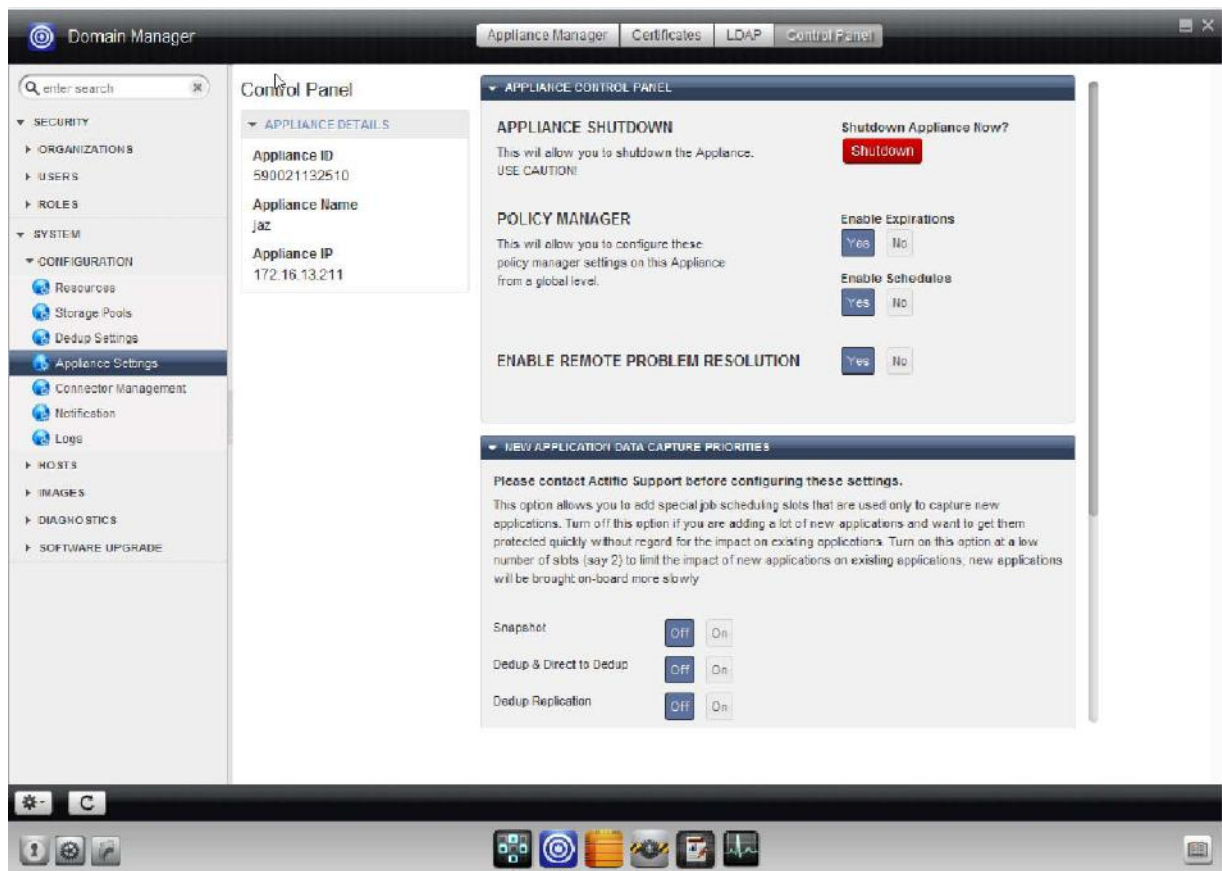 Domain Manager
Appliance Manager
Certificates
LDAP
Control Panel
enter search
SECURITY
ORGANIZATIONS
USERS
ROLES
SYSTEM
CONFIGURATION
Resources
Storage Pools
Dedup Settings
Appliance Settings
Connector Management
Notification
Logs
HOSTS
IMAGES
DIAGNOSTICS
SOFTWARE UPGRADE
Control Panel
APPLIANCE DETAILS
Appliance ID
590021132510
Appliance Name
jaz
Appliance IP
172.16.13.211
APPLIANCE CONTROL PANEL
APPLIANCE SHUTDOWN
This will allow you to shutdown the Appliance.
USE CAUTION!
Shutdown Appliance Now?
Shutdown
POLICY MANAGER
This will allow you to configure these
policy manager settings on this Appliance
from a global level.
Enable Expirations
Yes No
Enable Schedules
Yes No
ENABLE REMOTE PROBLEM RESOLUTION
Yes No
NEW APPLICATION DATA CAPTURE PRIORITIES
Please contact Actifio Support before configuring these settings.
This option allows you to add special job scheduling slots that are used only to capture new
applications. Turn off this option if you are adding a lot of new applications and want to get them
protected quickly without regard for the impact on existing applications. Turn on this option at a low
number of slots (say 2) to limit the impact of new applications on existing applications, new applications
will be brought on-board more slowly
Snapshot
Off On
Dedup & Direct to Dedup
Off On
Dedup Replication
Off On